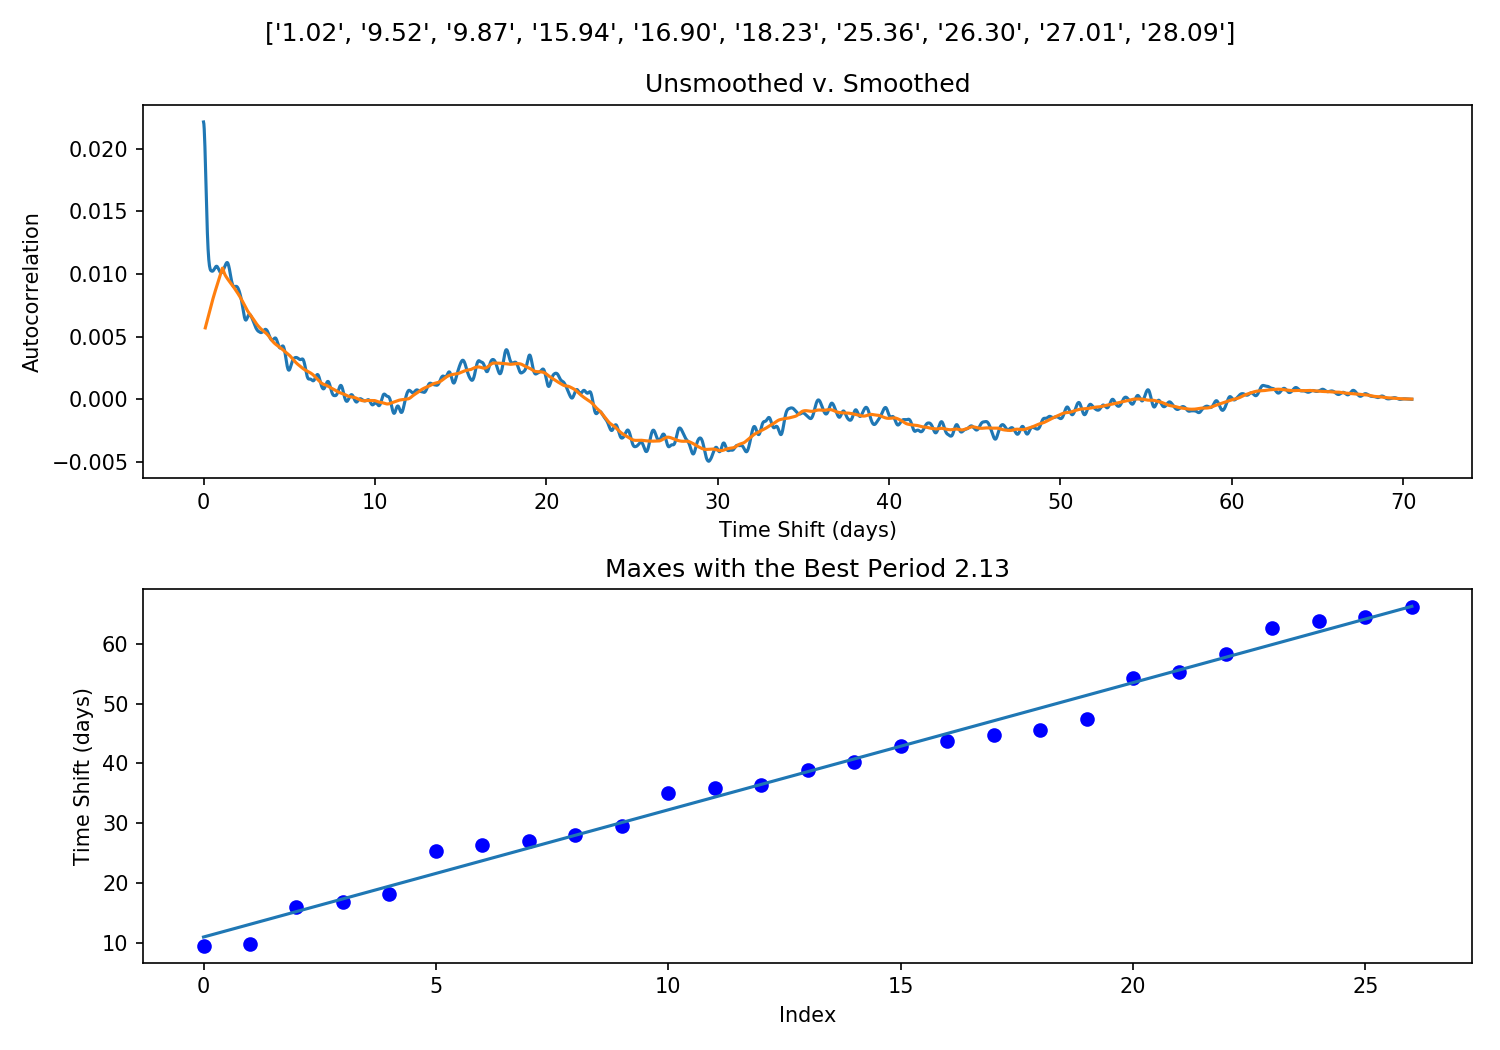 ['1.02', '9.52', '9.87', '15.94', '16.90', '18.23', '25.36', '26.30', '27.01', '28.09']
Unsmoothed v. Smoothed
Autocorrelation
0.020
0.015
0.010
0.005
0.000
−0.005
0 10 20 30 40 50 60 70
Time Shift (days)
Maxes with the Best Period 2.13
Time Shift (days)
60
50
40
30
20
10
0 5 10 15 20 25
Index